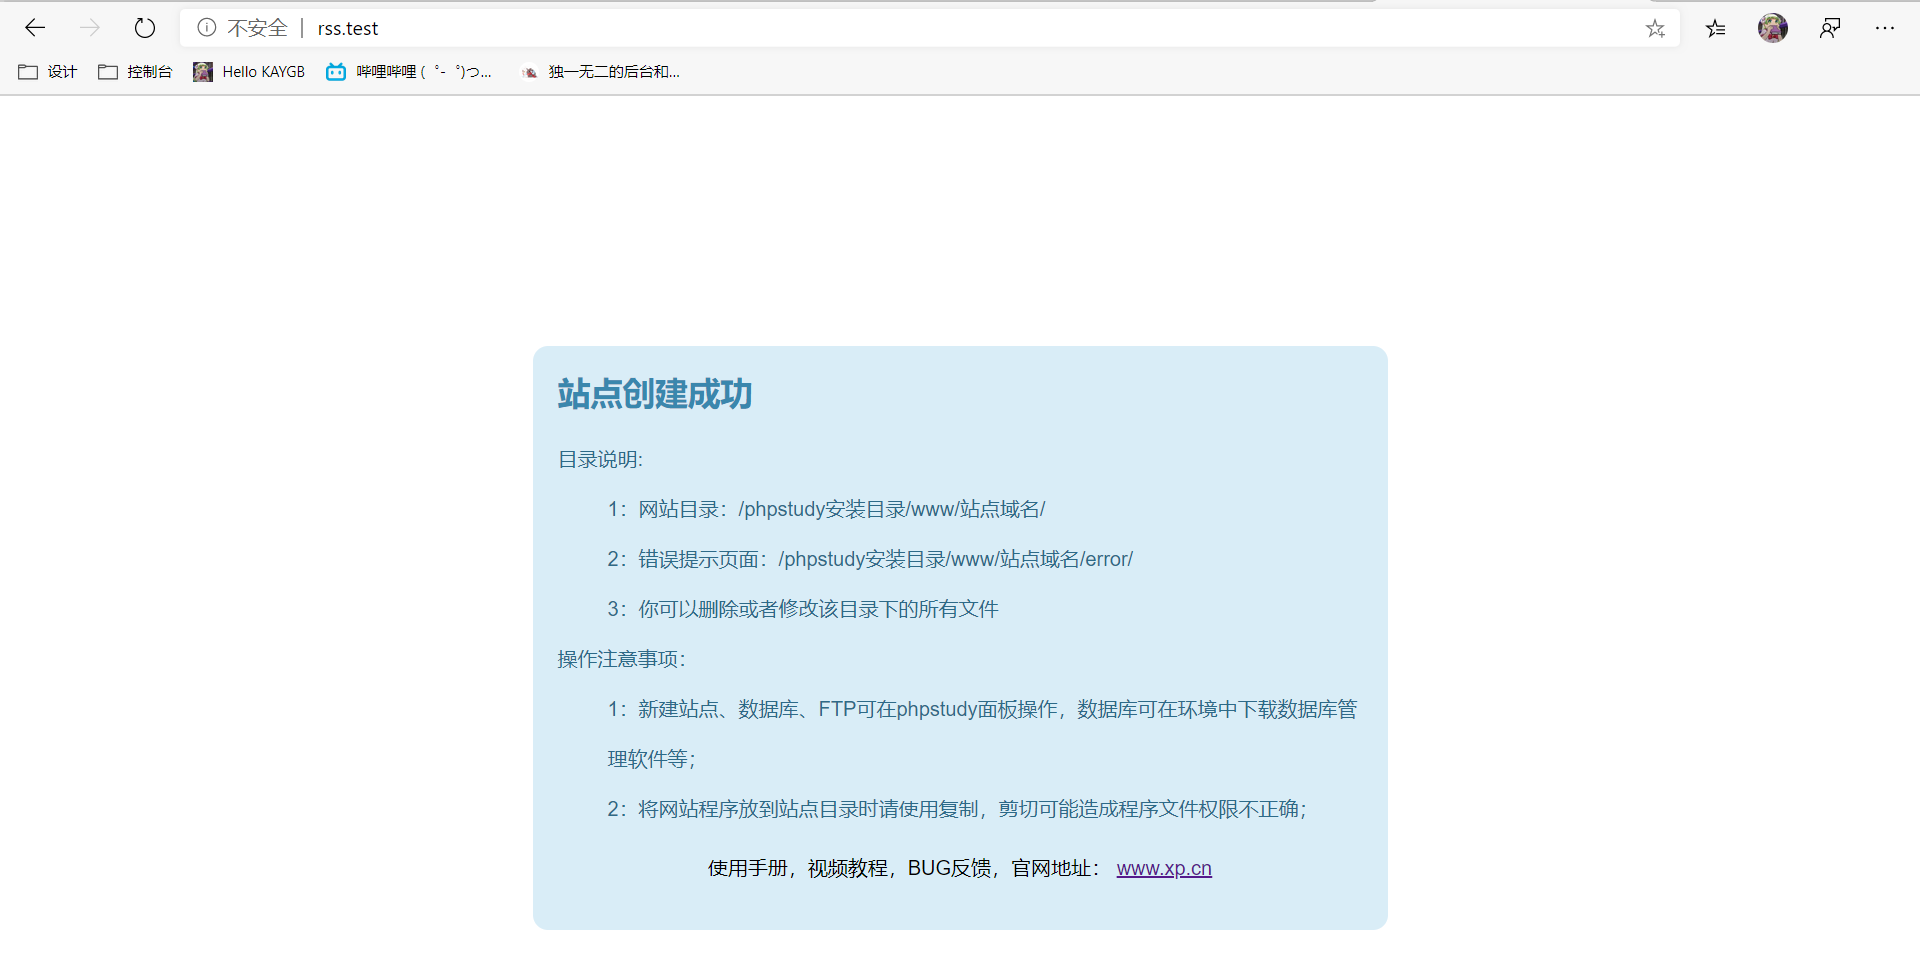 不安全 | rss.test
设计 控制台 Hello KAYGB 哔哩哔哩 ( ゜- ゜)つ... 独一无二的后台和...
站点创建成功
目录说明:
1：网站目录：/phpstudy安装目录/www/站点域名/
2：错误提示页面：/phpstudy安装目录/www/站点域名/error/
3：你可以删除或者修改该目录下的所有文件
操作注意事项：
1：新建站点、数据库、FTP可在phpstudy面板操作，数据库可在环境中下载数据库管
理软件等；
2：将网站程序放到站点目录时请使用复制，剪切可能造成程序文件权限不正确；
使用手册，视频教程，BUG反馈，官网地址： www.xp.cn